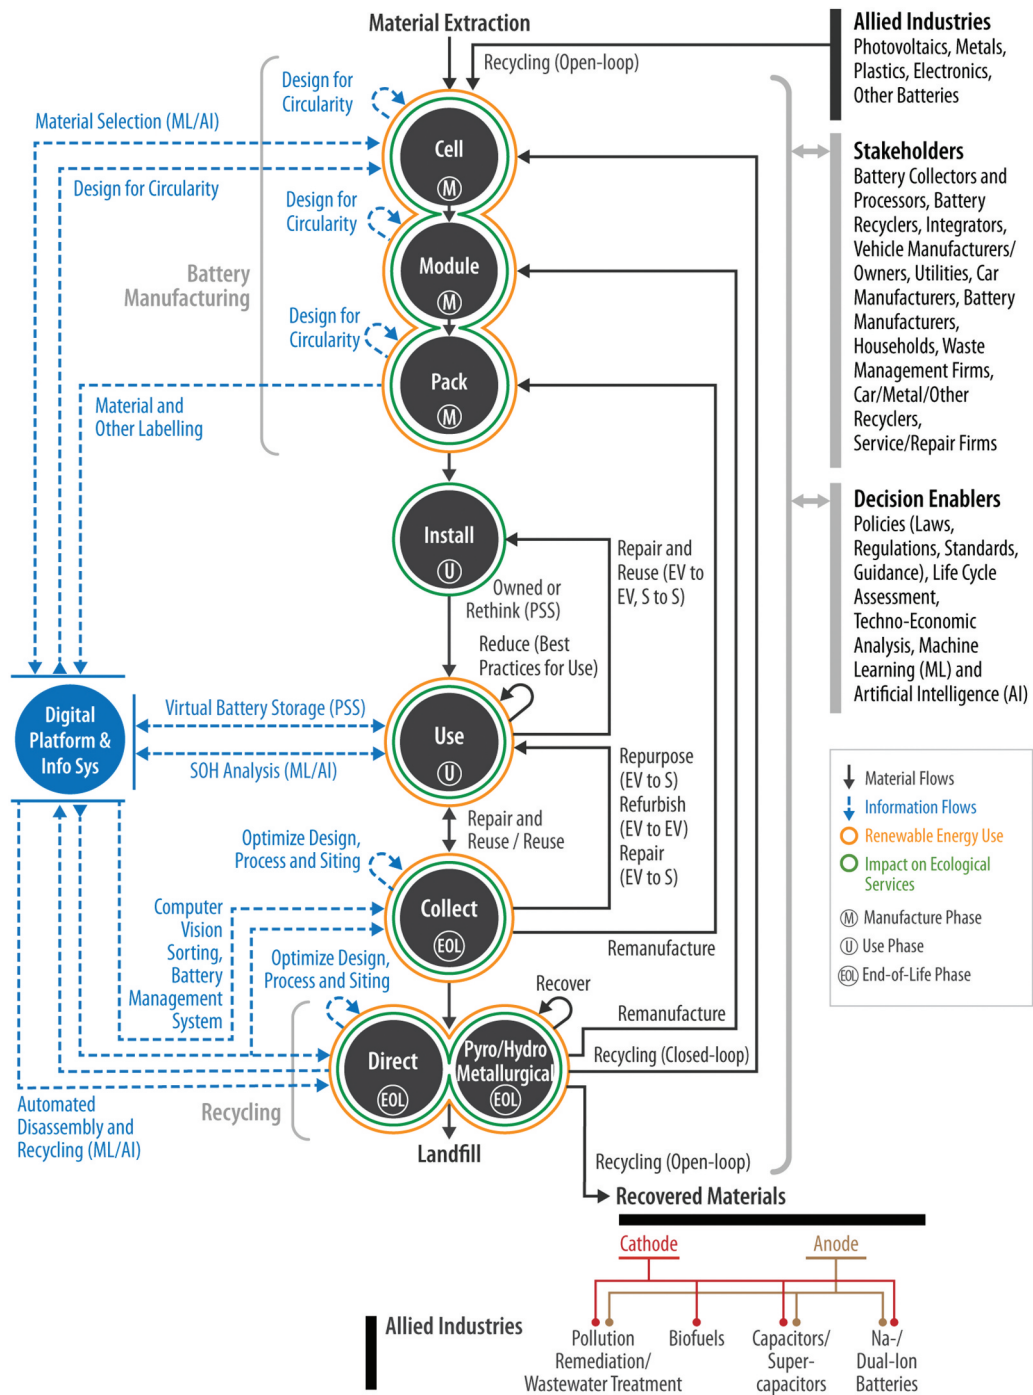 Material Extraction
Recycling (Open-loop)
Allied Industries
Photovoltaics, Metals,
Plastics, Electronics,
Other Batteries
Design for
Circularity
Material Selection (ML/AI)
Design for Circularity
Cell
M
Design for
Circularity
Battery
Manufacturing
Module
M
Design for
Circularity
Pack
M
Material and
Other Labelling
Stakeholders
Battery Collectors and
Processors, Battery
Recyclers, Integrators,
Vehicle Manufacturers/
Owners, Utilities, Car
Manufacturers, Battery
Manufacturers,
Households, Waste
Management Firms,
Car/Metal/Other
Recyclers,
Service/Repair Firms
Decision Enablers
Policies (Laws,
Regulations, Standards,
Guidance), Life Cycle
Assessment,
Techno-Economic
Analysis, Machine
Learning (ML) and
Artificial Intelligence (AI)
Install
U
Owned or
Rethink (PSS)
Repair and
Reuse (EV to
EV, S to S)
Reduce (Best
Practices for Use)
Digital
Platform &
Info Sys
Virtual Battery Storage (PSS)
SOH Analysis (ML/AI)
Use
U
Repurpose
(EV to S)
Refurbish
(EV to EV)
Repair
(EV to S)
Repair and
Reuse / Reuse
Optimize Design,
Process and Siting
Collect
EOL
Computer
Vision
Sorting,
Battery
Management
System
Remanufacture
Optimize Design,
Process and Siting
Recover
Remanufacture
Recycling (Closed-loop)
Direct
EOL
Pyro/Hydro
Metallurgical
EOL
Recycling
Automated
Disassembly and
Recycling (ML/AI)
Landfill
Recycling (Open-loop)
Recovered Materials
Material Flows
Information Flows
Renewable Energy Use
Impact on Ecological
Services
M Manufacture Phase
U Use Phase
EOL End-of-Life Phase
Cathode
Anode
Allied Industries
Pollution
Remediation/
Wastewater Treatment
Biofuels
Capacitors/
Super-
capacitors
Na-/
Dual-Ion
Batteries